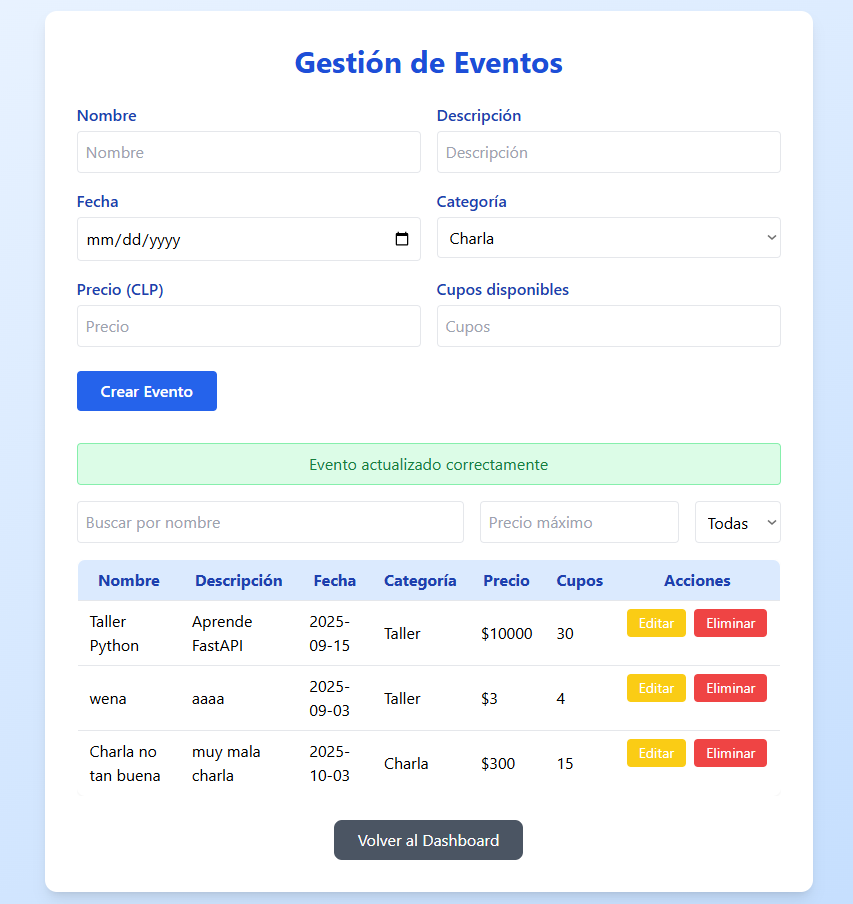 Gestión de Eventos
Nombre Descripción
Nombre Descripción
Fecha Categoría
mm/dd/yyyy Charla
Precio (CLP) Cupos disponibles
Precio Cupos
Crear Evento
Evento actualizado correctamente
Buscar por nombre Precio máximo Todas
Nombre Descripción Fecha Categoría Precio Cupos Acciones
Taller Python Aprende FastAPI 2025-09-15 Taller $10000 30 Editar Eliminar
wena aaaa 2025-09-03 Taller $3 4 Editar Eliminar
Charla no tan buena muy mala charla 2025-10-03 Charla $300 15 Editar Eliminar
Volver al Dashboard